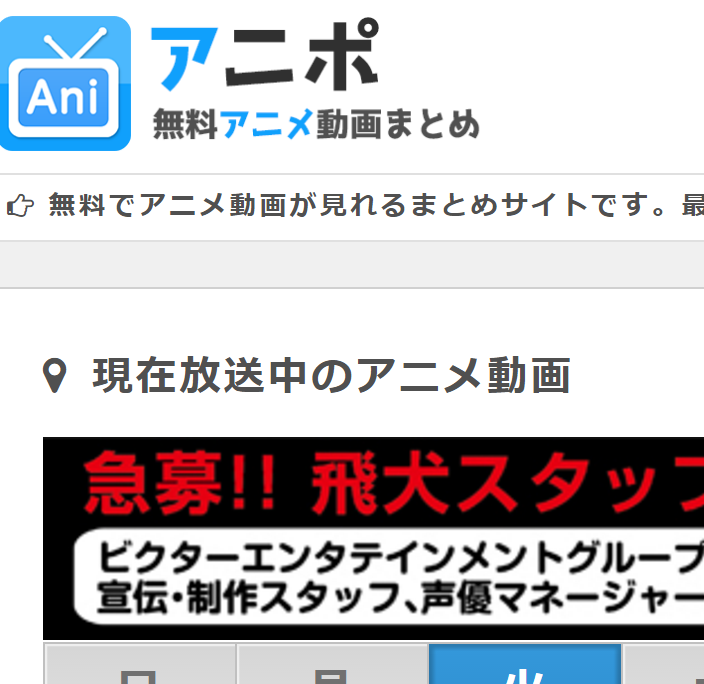 Ani
アニポ
無料アニメ動画まとめ
無料でアニメ動画が見れるまとめサイトです。最
現在放送中のアニメ動画
急募!! 飛犬スタッフ
ビクターエンタテインメントグループ
宣伝・制作スタッフ、声優マネージャー
日
月
火